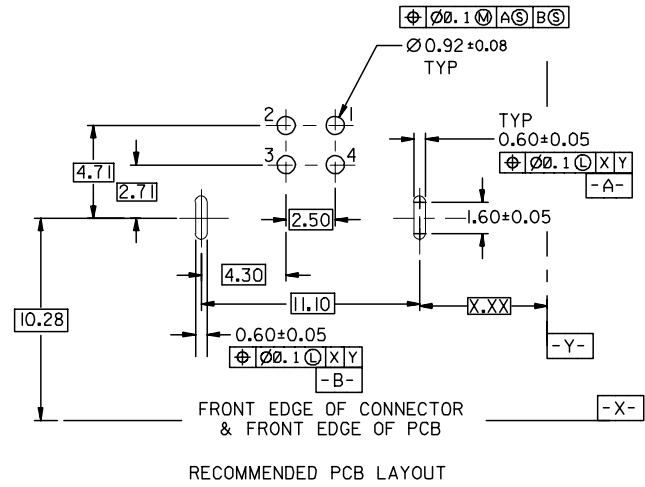 ⌖ Ø0.1 Ⓜ AⓈ BⓈ
Ø0.92±0.08
TYP
2 1
TYP
0.60±0.05
⌖ Ø0.1 Ⓛ X Y
-A-
3 4
4.71
2.71
2.50
1.60±0.05
4.30
11.10
X.XX
10.28
0.60±0.05
⌖ Ø0.1 Ⓛ X Y
-B-
-Y-
FRONT EDGE OF CONNECTOR
& FRONT EDGE OF PCB
-X-
RECOMMENDED PCB LAYOUT